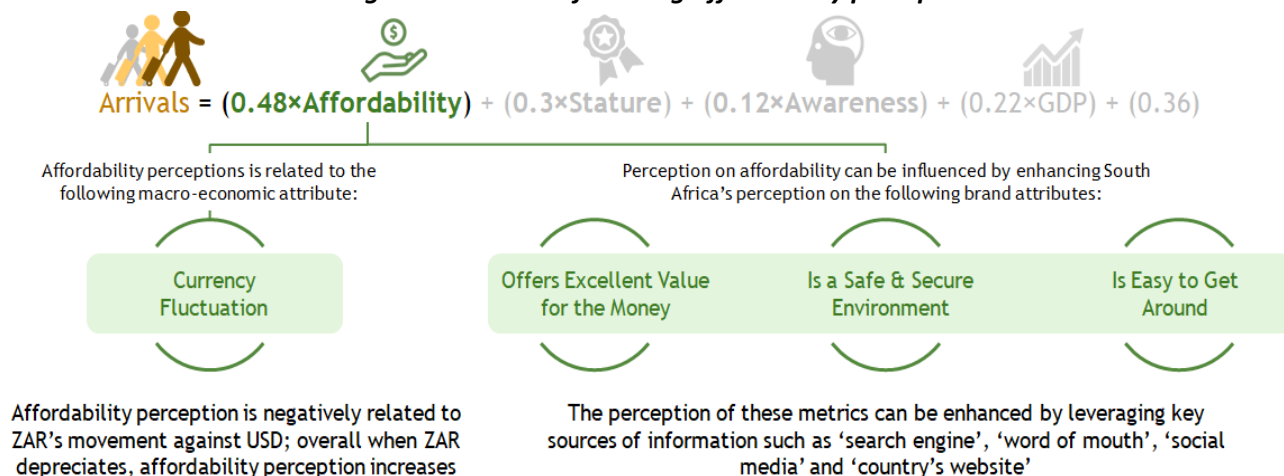 Arrivals = (0.48×Affordability) + (0.3×Stature) + (0.12×Awareness) + (0.22×GDP) + (0.36)
Affordability perceptions is related to the
following macro-economic attribute:
Perception on affordability can be influenced by enhancing South
Africa's perception on the following brand attributes:
Currency
Fluctuation
Offers Excellent Value
for the Money
Is a Safe & Secure
Environment
Is Easy to Get
Around
Affordability perception is negatively related to
ZAR's movement against USD; overall when ZAR
depreciates, affordability perception increases
The perception of these metrics can be enhanced by leveraging key
sources of information such as 'search engine', 'word of mouth', 'social
media' and 'country's website'